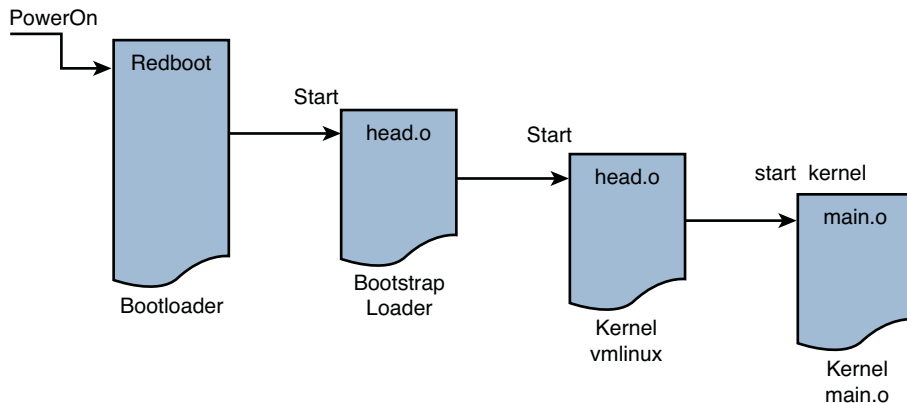 PowerOn
Redboot
Bootloader
Start
head.o
Bootstrap
Loader
Start
head.o
Kernel
vmlinux
start kernel
main.o
Kernel
main.o